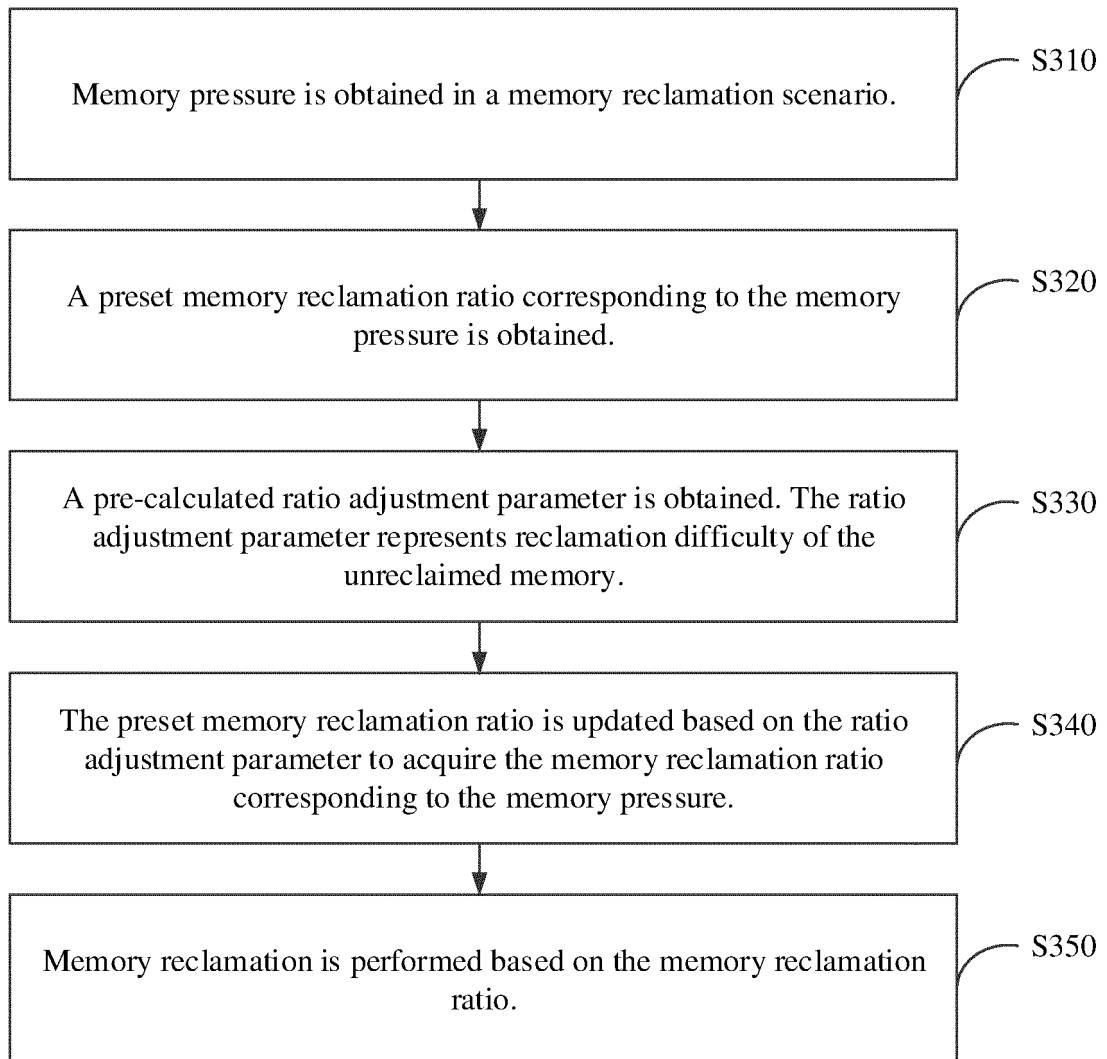 Memory pressure is obtained in a memory reclamation scenario.
S310
A preset memory reclamation ratio corresponding to the memory
pressure is obtained.
S320
A pre-calculated ratio adjustment parameter is obtained. The ratio
adjustment parameter represents reclamation difficulty of the
unreclaimed memory.
S330
The preset memory reclamation ratio is updated based on the ratio
adjustment parameter to acquire the memory reclamation ratio
corresponding to the memory pressure.
S340
Memory reclamation is performed based on the memory reclamation
ratio.
S350